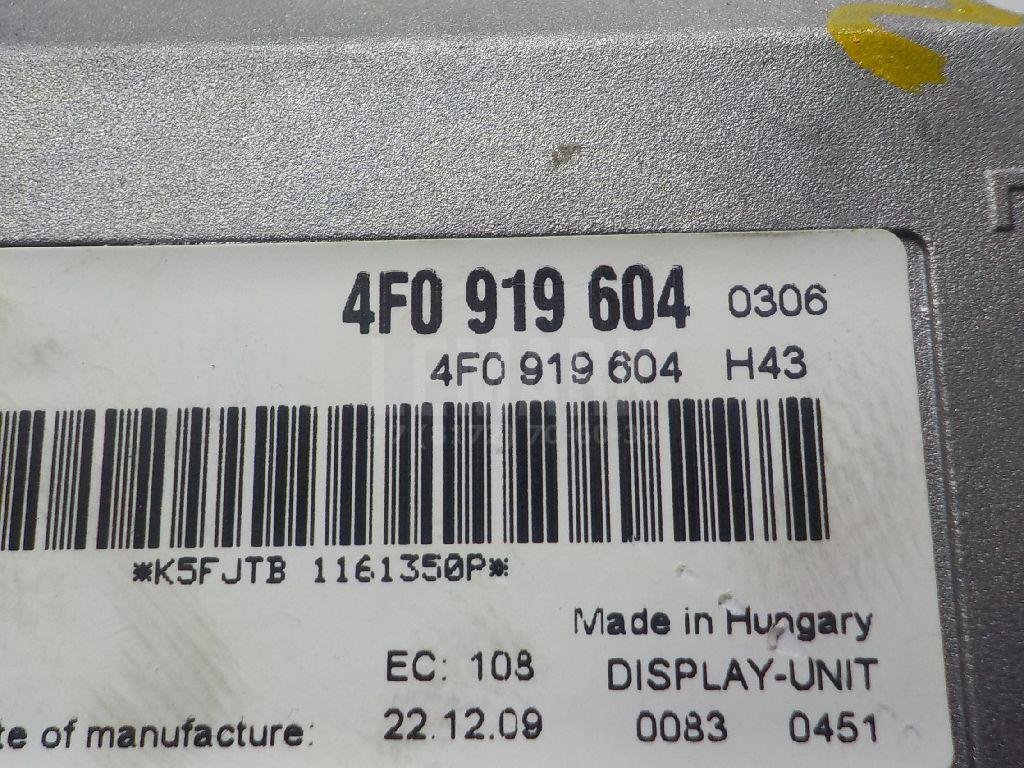 4F0 919 604 0306
4F0 919 604 H43
*K5FJTB 1161350P*
Made in Hungary
EC: 108 DISPLAY-UNIT
te of manufacture: 22.12.09 0083 0451